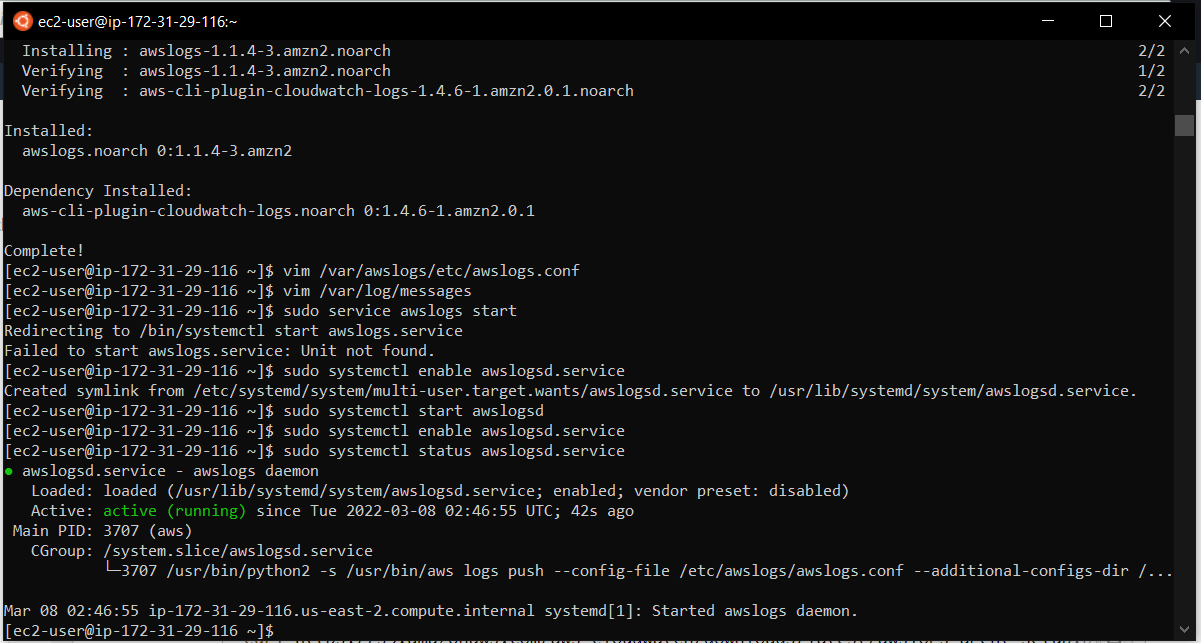 ec2-user@ip-172-31-29-116:~
Installing : awslogs-1.1.4-3.amzn2.noarch 2/2
Verifying  : awslogs-1.1.4-3.amzn2.noarch 1/2
Verifying  : aws-cli-plugin-cloudwatch-logs-1.4.6-1.amzn2.0.1.noarch 2/2
Installed:
awslogs.noarch 0:1.1.4-3.amzn2
Dependency Installed:
aws-cli-plugin-cloudwatch-logs.noarch 0:1.4.6-1.amzn2.0.1
Complete!
[ec2-user@ip-172-31-29-116 ~]$ vim /var/awslogs/etc/awslogs.conf
[ec2-user@ip-172-31-29-116 ~]$ vim /var/log/messages
[ec2-user@ip-172-31-29-116 ~]$ sudo service awslogs start
Redirecting to /bin/systemctl start awslogs.service
Failed to start awslogs.service: Unit not found.
[ec2-user@ip-172-31-29-116 ~]$ sudo systemctl enable awslogsd.service
Created symlink from /etc/systemd/system/multi-user.target.wants/awslogsd.service to /usr/lib/systemd/system/awslogsd.service.
[ec2-user@ip-172-31-29-116 ~]$ sudo systemctl start awslogsd
[ec2-user@ip-172-31-29-116 ~]$ sudo systemctl enable awslogsd.service
[ec2-user@ip-172-31-29-116 ~]$ sudo systemctl status awslogsd.service
● awslogsd.service - awslogs daemon
Loaded: loaded (/usr/lib/systemd/system/awslogsd.service; enabled; vendor preset: disabled)
Active: active (running) since Tue 2022-03-08 02:46:55 UTC; 42s ago
Main PID: 3707 (aws)
CGroup: /system.slice/awslogsd.service
└─3707 /usr/bin/python2 -s /usr/bin/aws logs push --config-file /etc/awslogs/awslogs.conf --additional-configs-dir /...
Mar 08 02:46:55 ip-172-31-29-116.us-east-2.compute.internal systemd[1]: Started awslogs daemon.
[ec2-user@ip-172-31-29-116 ~]$